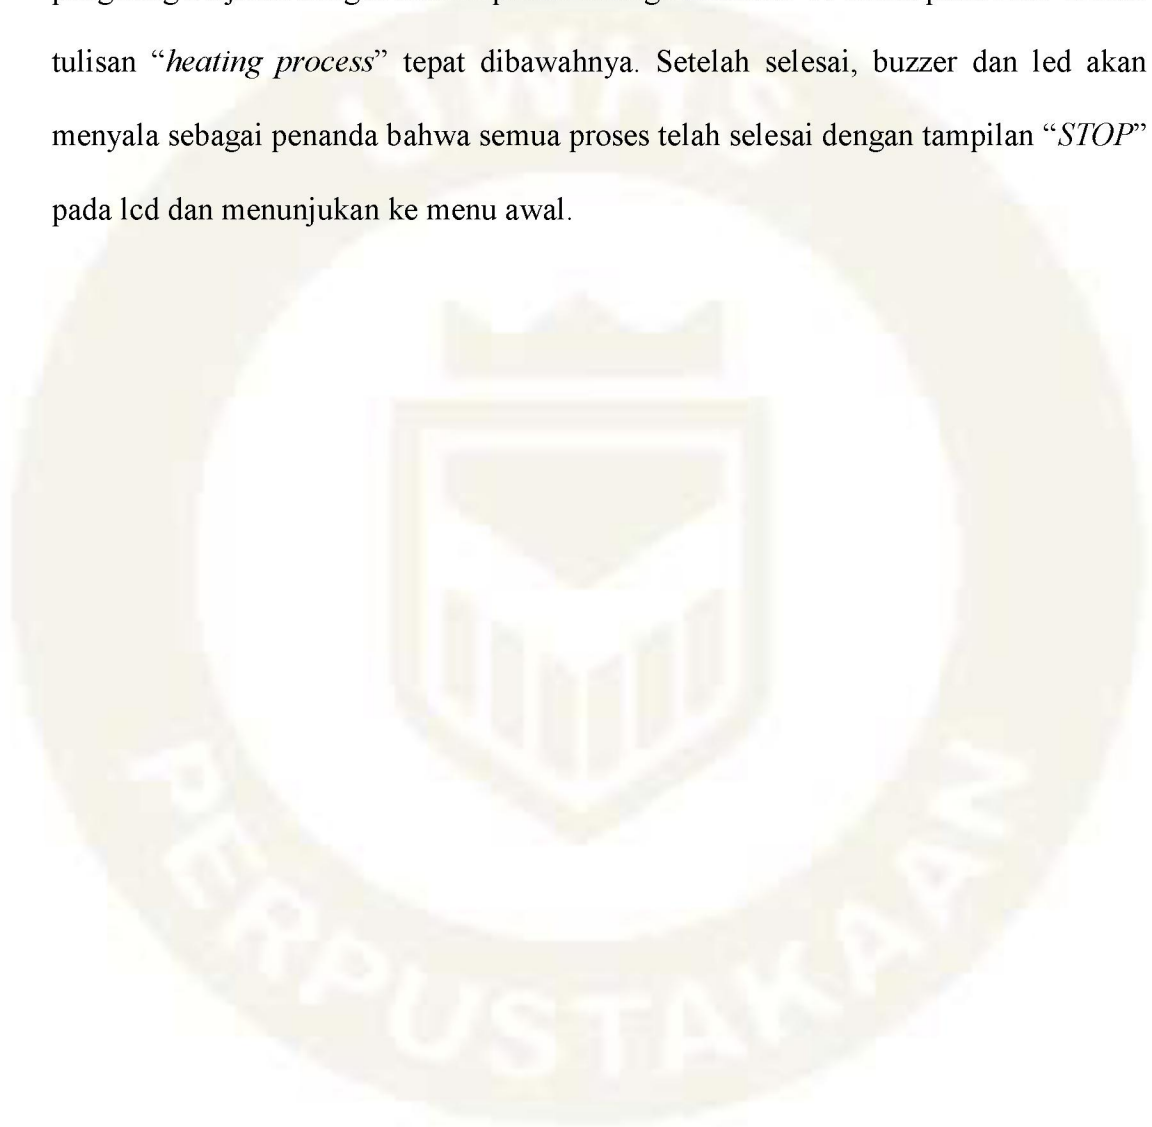 tulisan “heating process” tepat dibawahnya. Setelah selesai, buzzer dan led akan
menyala sebagai penanda bahwa semua proses telah selesai dengan tampilan “STOP”
pada lcd dan menunjukan ke menu awal.
UWHS
PERPUSTAKAAN